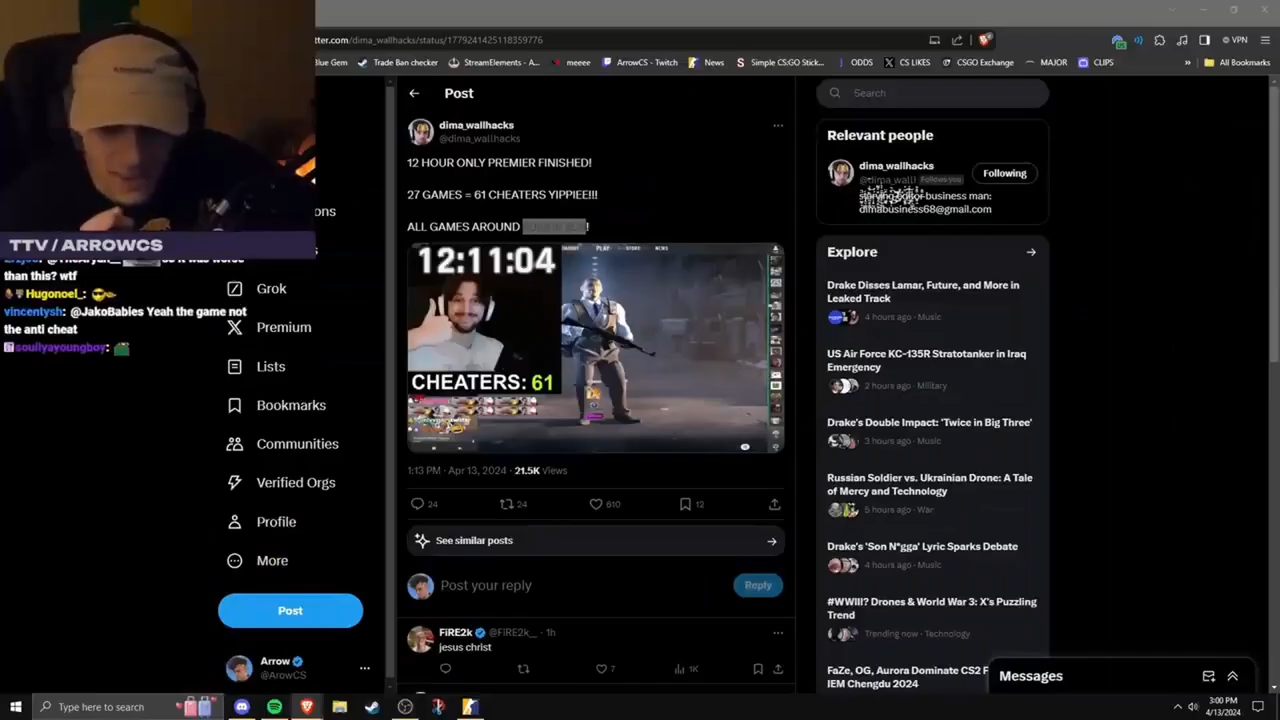 tter.com/dima_wallhacks/status/1779241425118359776
VPN
Blue Gem
Trade Ban checker
StreamElements - A...
meeee
ArrowCS - Twitch
News
Simple CS:GO Stick...
ODDS
CS LIKES
CSGO Exchange
MAJOR
CLIPS
»
All Bookmarks
TTV / ARROWCS
than this? wtf
Hugonoel_:
vincentysh: @JakoBabies Yeah the game not
the anti cheat
soullyayoungboy:
ons
Grok
Premium
Lists
Bookmarks
Communities
Verified Orgs
Profile
More
Post
Arrow
@ArowCS
Post
dima_wallhacks
@dima_wallhacks
12 HOUR ONLY PREMIER FINISHED!
27 GAMES = 61 CHEATERS YIPPIEE!!!
ALL GAMES AROUND
!
12:11:04
PLAY
STORE
NEWS
CHEATERS: 61
1:13 PM · Apr 13, 2024 · 21.5K Views
24
24
610
12
See similar posts
Post your reply
Reply
FiRE2k @FiRE2k__ · 1h
jesus christ
7
1K
Search
Relevant people
dima_wallhacks
Follows you
Following
business man:
dimabusiness68@gmail.com
Explore
Drake Disses Lamar, Future, and More in
Leaked Track
4 hours ago · Music
US Air Force KC-135R Stratotanker in Iraq
Emergency
2 hours ago · Military
Drake's Double Impact: 'Twice in Big Three'
3 hours ago · Music
Russian Soldier vs. Ukrainian Drone: A Tale
of Mercy and Technology
5 hours ago · War
Drake's 'Son N*gga' Lyric Sparks Debate
4 hours ago · Music
#WWIII? Drones & World War 3: X's Puzzling
Trend
Trending now · Technology
FaZe, OG, Aurora Dominate CS2 F
IEM Chengdu 2024
Messages
Type here to search
3:00 PM
4/13/2024